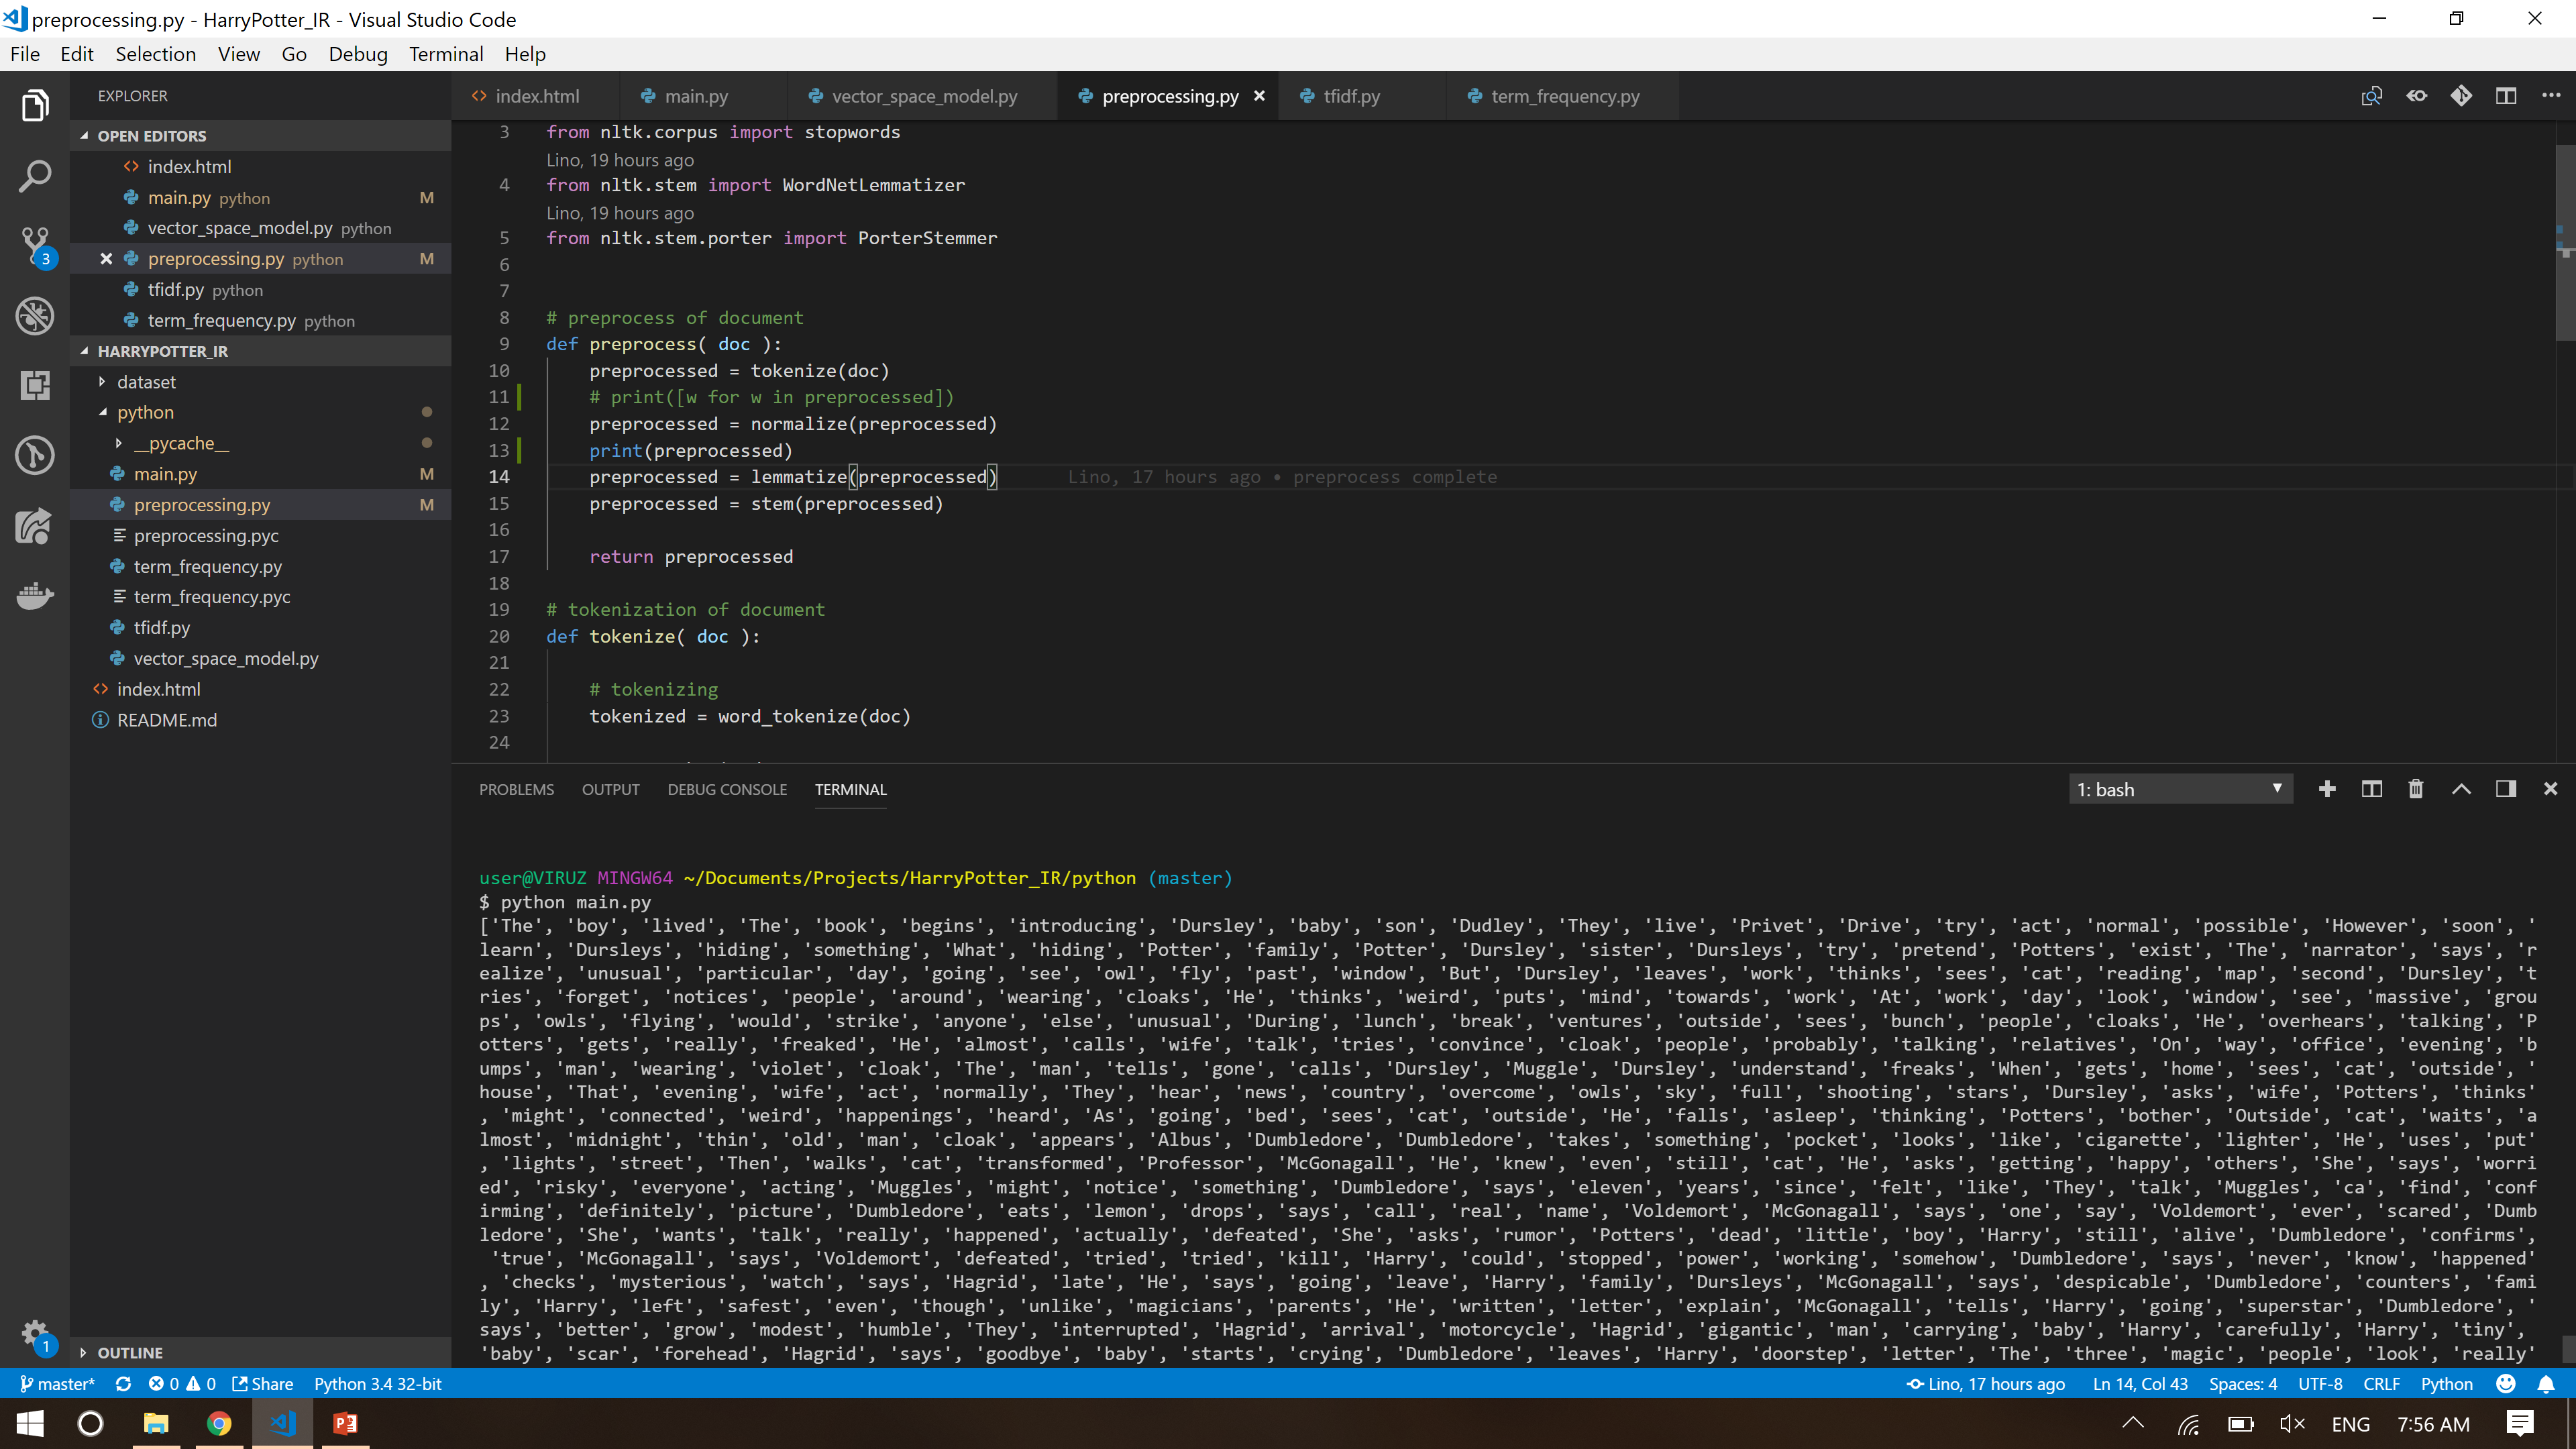 preprocessing.py - HarryPotter_IR - Visual Studio Code
File Edit Selection View Go Debug Terminal Help
EXPLORER
OPEN EDITORS
index.html
main.py python M
vector_space_model.py python
preprocessing.py python M
tfidf.py python
term_frequency.py python
HARRYPOTTER_IR
dataset
python
__pycache__
main.py M
preprocessing.py M
preprocessing.pyc
term_frequency.py
term_frequency.pyc
tfidf.py
vector_space_model.py
index.html
README.md
OUTLINE
3
1
index.html main.py vector_space_model.py preprocessing.py tfidf.py term_frequency.py
3 from nltk.corpus import stopwords
Lino, 19 hours ago
4 from nltk.stem import WordNetLemmatizer
Lino, 19 hours ago
5 from nltk.stem.porter import PorterStemmer
6
7
8 # preprocess of document
9 def preprocess( doc ):
10 preprocessed = tokenize(doc)
11 # print([w for w in preprocessed])
12 preprocessed = normalize(preprocessed)
13 print(preprocessed)
14 preprocessed = lemmatize(preprocessed) Lino, 17 hours ago • preprocess complete
15 preprocessed = stem(preprocessed)
16
17 return preprocessed
18
19 # tokenization of document
20 def tokenize( doc ):
21
22 # tokenizing
23 tokenized = word_tokenize(doc)
24
PROBLEMS OUTPUT DEBUG CONSOLE TERMINAL 1: bash
user@VIRUZ MINGW64 ~/Documents/Projects/HarryPotter_IR/python (master)
$ python main.py
['The', 'boy', 'lived', 'The', 'book', 'begins', 'introducing', 'Dursley', 'baby', 'son', 'Dudley', 'They', 'live', 'Privet', 'Drive', 'try', 'act', 'normal', 'possible', 'However', 'soon', '
learn', 'Dursleys', 'hiding', 'something', 'What', 'hiding', 'Potter', 'family', 'Potter', 'Dursley', 'sister', 'Dursleys', 'try', 'pretend', 'Potters', 'exist', 'The', 'narrator', 'says', 'r
ealize', 'unusual', 'particular', 'day', 'going', 'see', 'owl', 'fly', 'past', 'window', 'But', 'Dursley', 'leaves', 'work', 'thinks', 'sees', 'cat', 'reading', 'map', 'second', 'Dursley', 't
ries', 'forget', 'notices', 'people', 'around', 'wearing', 'cloaks', 'He', 'thinks', 'weird', 'puts', 'mind', 'towards', 'work', 'At', 'work', 'day', 'look', 'window', 'see', 'massive', 'grou
ps', 'owls', 'flying', 'would', 'strike', 'anyone', 'else', 'unusual', 'During', 'lunch', 'break', 'ventures', 'outside', 'sees', 'bunch', 'people', 'cloaks', 'He', 'overhears', 'talking', 'P
otters', 'gets', 'really', 'freaked', 'He', 'almost', 'calls', 'wife', 'talk', 'tries', 'convince', 'cloak', 'people', 'probably', 'talking', 'relatives', 'On', 'way', 'office', 'evening', 'b
umps', 'man', 'wearing', 'violet', 'cloak', 'The', 'man', 'tells', 'gone', 'calls', 'Dursley', 'Muggle', 'Dursley', 'understand', 'freaks', 'When', 'gets', 'home', 'sees', 'cat', 'outside', '
house', 'That', 'evening', 'wife', 'act', 'normally', 'They', 'hear', 'news', 'country', 'overcome', 'owls', 'sky', 'full', 'shooting', 'stars', 'Dursley', 'asks', 'wife', 'Potters', 'thinks'
, 'might', 'connected', 'weird', 'happenings', 'heard', 'As', 'going', 'bed', 'sees', 'cat', 'outside', 'He', 'falls', 'asleep', 'thinking', 'Potters', 'bother', 'Outside', 'cat', 'waits', 'a
lmost', 'midnight', 'thin', 'old', 'man', 'cloak', 'appears', 'Albus', 'Dumbledore', 'Dumbledore', 'takes', 'something', 'pocket', 'looks', 'like', 'cigarette', 'lighter', 'He', 'uses', 'put'
, 'lights', 'street', 'Then', 'walks', 'cat', 'transformed', 'Professor', 'McGonagall', 'He', 'knew', 'even', 'still', 'cat', 'He', 'asks', 'getting', 'happy', 'others', 'She', 'says', 'worri
ed', 'risky', 'everyone', 'acting', 'Muggles', 'might', 'notice', 'something', 'Dumbledore', 'says', 'eleven', 'years', 'since', 'felt', 'like', 'They', 'talk', 'Muggles', 'ca', 'find', 'conf
irming', 'definitely', 'picture', 'Dumbledore', 'eats', 'lemon', 'drops', 'says', 'call', 'real', 'name', 'Voldemort', 'McGonagall', 'says', 'one', 'say', 'Voldemort', 'ever', 'scared', 'Dumb
ledore', 'She', 'wants', 'talk', 'really', 'happened', 'actually', 'defeated', 'She', 'asks', 'rumor', 'Potters', 'dead', 'little', 'boy', 'Harry', 'still', 'alive', 'Dumbledore', 'confirms',
'true', 'McGonagall', 'says', 'Voldemort', 'defeated', 'tried', 'tried', 'kill', 'Harry', 'could', 'stopped', 'power', 'working', 'somehow', 'Dumbledore', 'says', 'never', 'know', 'happened'
, 'checks', 'mysterious', 'watch', 'says', 'Hagrid', 'late', 'He', 'says', 'going', 'leave', 'Harry', 'family', 'Dursleys', 'McGonagall', 'says', 'despicable', 'Dumbledore', 'counters', 'fami
ly', 'Harry', 'left', 'safest', 'even', 'though', 'unlike', 'magicians', 'parents', 'He', 'written', 'letter', 'explain', 'McGonagall', 'tells', 'Harry', 'going', 'superstar', 'Dumbledore', '
says', 'better', 'grow', 'modest', 'humble', 'They', 'interrupted', 'Hagrid', 'arrival', 'motorcycle', 'Hagrid', 'gigantic', 'man', 'carrying', 'baby', 'Harry', 'carefully', 'Harry', 'tiny',
'baby', 'scar', 'forehead', 'Hagrid', 'says', 'goodbye', 'baby', 'starts', 'crying', 'Dumbledore', 'leaves', 'Harry', 'doorstep', 'letter', 'The', 'three', 'magic', 'people', 'look', 'really'
master* 0 0 Share Python 3.4 32-bit Lino, 17 hours ago Ln 14, Col 43 Spaces: 4 UTF-8 CRLF Python
ENG 7:56 AM